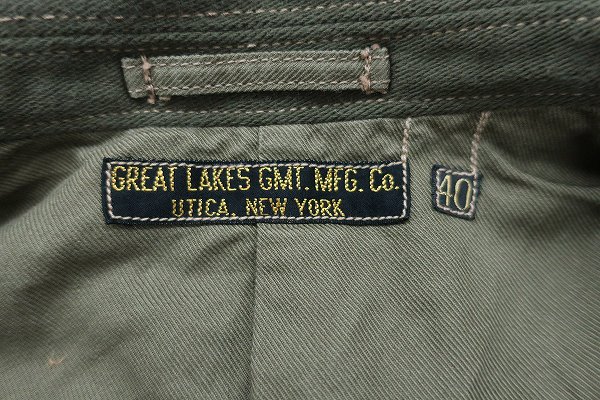 GREAT LAKES GMT. MFG. Co.
UTICA, NEW YORK
40